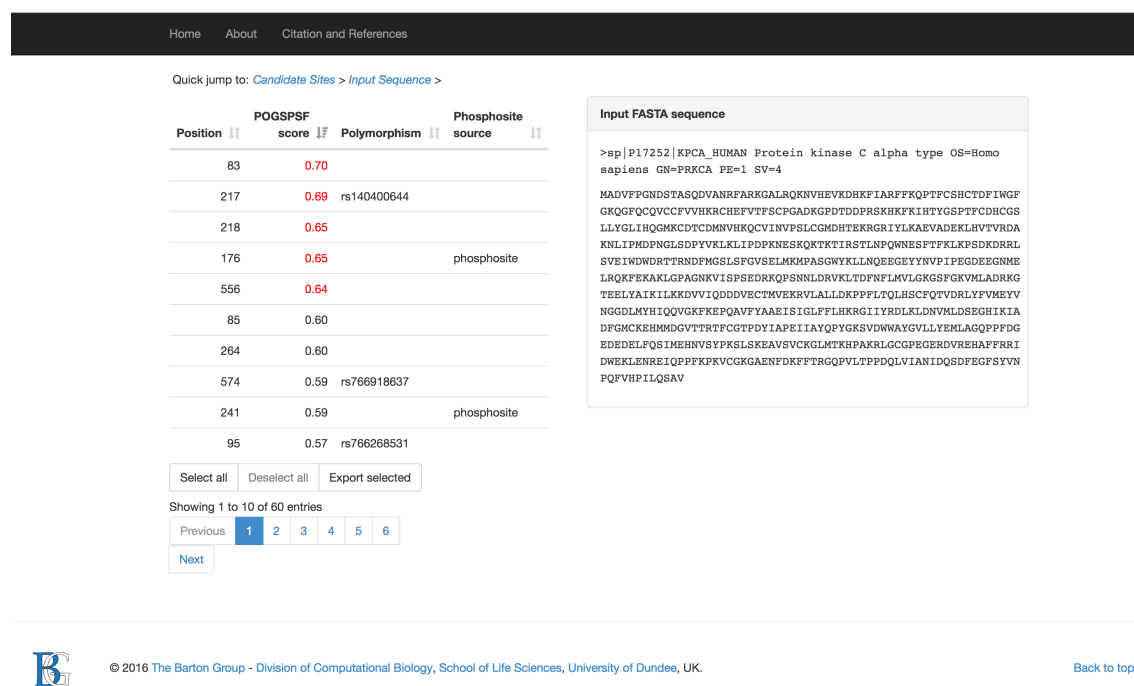 Home About Citation and References
Quick jump to: Candidate Sites > Input Sequence >
Position POGSPSF score Polymorphism Phosphosite source
83 0.70
217 0.69 rs140400644
218 0.65
176 0.65 phosphosite
556 0.64
85 0.60
264 0.60
574 0.59 rs766918637
241 0.59 phosphosite
95 0.57 rs766268531
Select all Deselect all Export selected
Showing 1 to 10 of 60 entries
Previous 1 2 3 4 5 6
Next
Input FASTA sequence
>sp|P17252|KPCA_HUMAN Protein kinase C alpha type OS=Homo
sapiens GN=PRKCA PE=1 SV=4
MADVFPGNDSTASQDVANRFARKGALRQKNVHEVKDHKFIARFFKQPTFCSHCTDFIWGF
GKQGFQCQVCCFVVHKRCHEFVTFSCPGADKGPDTDDPRSKHKFKIHTYGSPTFCDHCGS
LLYGLIHQGMKCDTCDMNVHKQCVINVPSLCGMDHTEKRGRIYLKAEVADEKLHVTVRDA
KNLIPMDPNGLSDPYVKLKLIPDPKNESKQKTKTIRSTLNPQWNESFTFKLKPSDKDRRL
SVEIWDWDRTTRNDFMGSLSFGVSELMKMPASGWYKLLNQEEGEYYNVPIPEGDEEGNME
LRQKFEKAKLGPAGNKVISPSEDRKQPSNNLDRVKLTDFNFLMVLGKGSFGKVMLADRKG
TEELYAIKILKKDVVIQDDDVECTMVEKRVLALLDKPPFLTQLHSCFQTVDRLYFVMEYV
NGGDLMYHIQQVGKFKEPQAVFYAAEISIGLFFLHKRGIIYRDLKLDNVMLDSEGHIKIA
DFGMCKEHMMDGVTTRTFCGTPDYIAPEIIAYQPYGKSVDWWAYGVLLYEMLAGQPPFDG
EDEDELFQSIMEHNVSYPKSLSKEAVSVCKGLMTKHPAKRLGCGPEGERDVREHAFFRRI
DWEKLENREIQPPFKPKVCGKGAENFDKFFTRGQPVLTPPDQLVIANIDQSDFEGFSYVN
PQFVHPILQSAV
© 2016 The Barton Group - Division of Computational Biology, School of Life Sciences, University of Dundee, UK.
Back to top